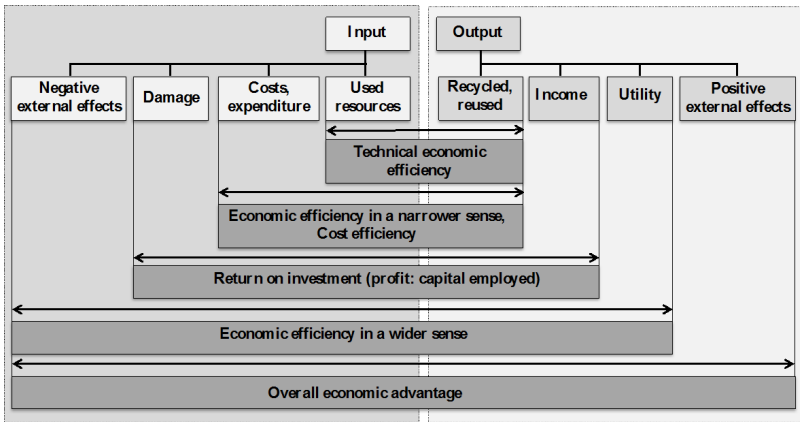 Input
Output
Negative
external effects
Damage
Costs,
expenditure
Used
resources
Recycled,
reused
Income
Utility
Positive
external effects
Technical economic
efficiency
Economic efficiency in a narrower sense,
Cost efficiency
Return on investment (profit: capital employed)
Economic efficiency in a wider sense
Overall economic advantage